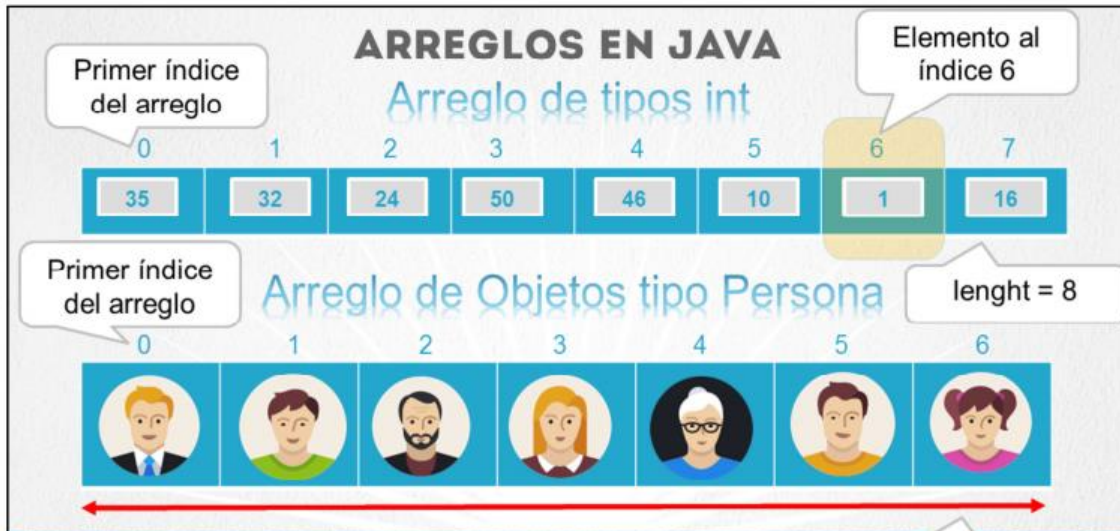 ARREGLOS EN JAVA
Primer índice
del arreglo
Elemento al
índice 6
Arreglo de tipos int
0 1 2 3 4 5 6 7
35 32 24 50 46 10 1 16
Primer índice
del arreglo
Arreglo de Objetos tipo Persona
lenght = 8
0 1 2 3 4 5 6